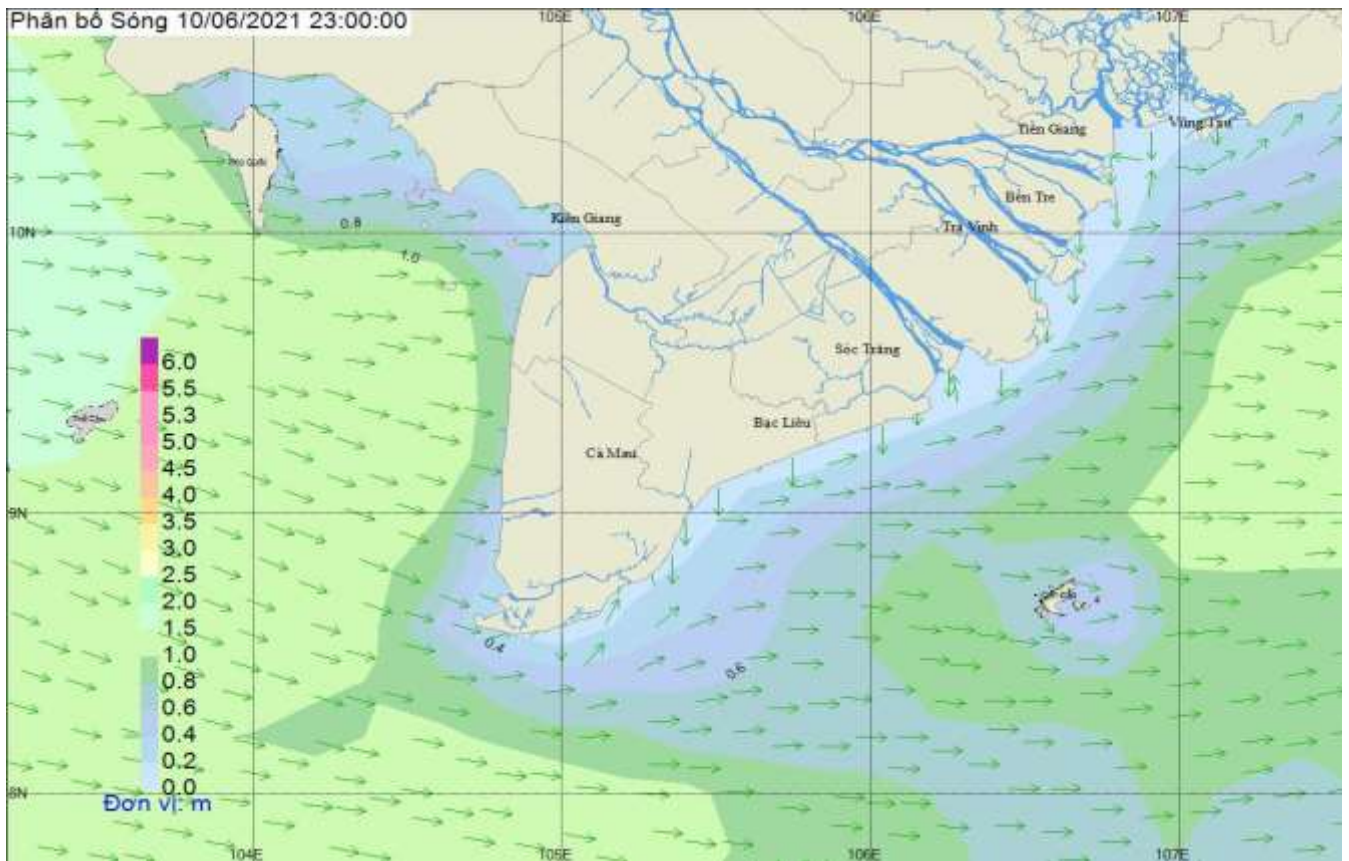 Phân bố Sóng 10/06/2021 23:00:00
105E
106E
107E
Vũng Tàu
Tiền Giang
Phú Quốc
Bến Tre
0.8
Kiên Giang
Trà Vinh
10N
1.0
Sóc Trăng
6.0
5.5
5.3
5.0
4.5
4.0
3.5
3.0
2.5
2.0
1.5
1.0
0.8
0.6
0.4
0.2
0.0
Bạc Liêu
Cà Mau
9N
0.4
0.6
8N
Đơn vị: m
104E
105E
106E
107E